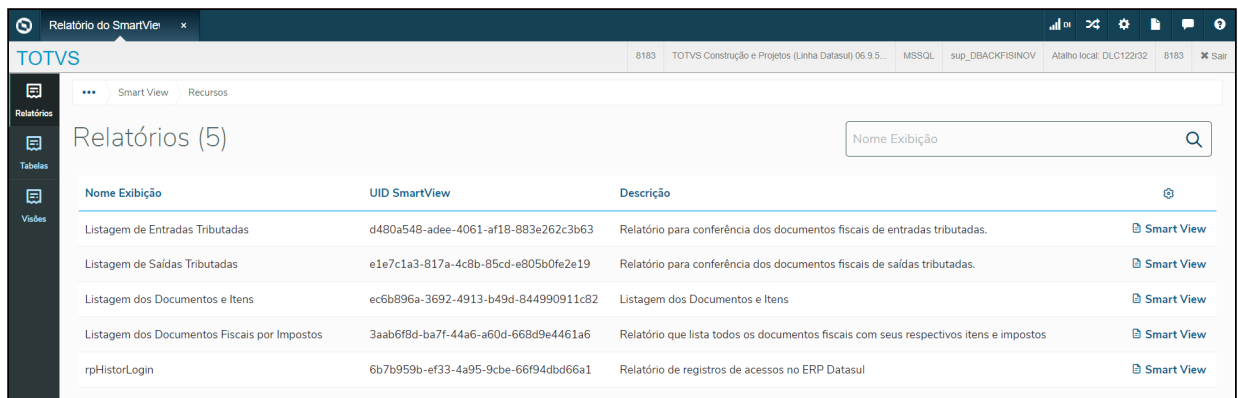 Relatório do SmartVie ×
DI
TOTVS 8183 TOTVS Construção e Projetos (Linha Datasul) 06.9.5... MSSQL sup_DBACKFISINOV Atalho local: DLC122r32 8183 ✖ Sair
Relatórios
Tabelas
Visões
••• Smart View Recursos
Relatórios (5)
Nome Exibição
Nome Exibição UID SmartView Descrição
Listagem de Entradas Tributadas d480a548-adee-4061-af18-883e262c3b63 Relatório para conferência dos documentos fiscais de entradas tributadas. Smart View
Listagem de Saídas Tributadas e1e7c1a3-817a-4c8b-85cd-e805b0fe2e19 Relatório para conferência dos documentos fiscais de saídas tributadas. Smart View
Listagem dos Documentos e Itens ec6b896a-3692-4913-b49d-844990911c82 Listagem dos Documentos e Itens Smart View
Listagem dos Documentos Fiscais por Impostos 3aab6f8d-ba7f-44a6-a60d-668d9e4461a6 Relatório que lista todos os documentos fiscais com seus respectivos itens e impostos Smart View
rpHistorLogin 6b7b959b-ef33-4a95-9cbe-66f94dbd66a1 Relatório de registros de acessos no ERP Datasul Smart View